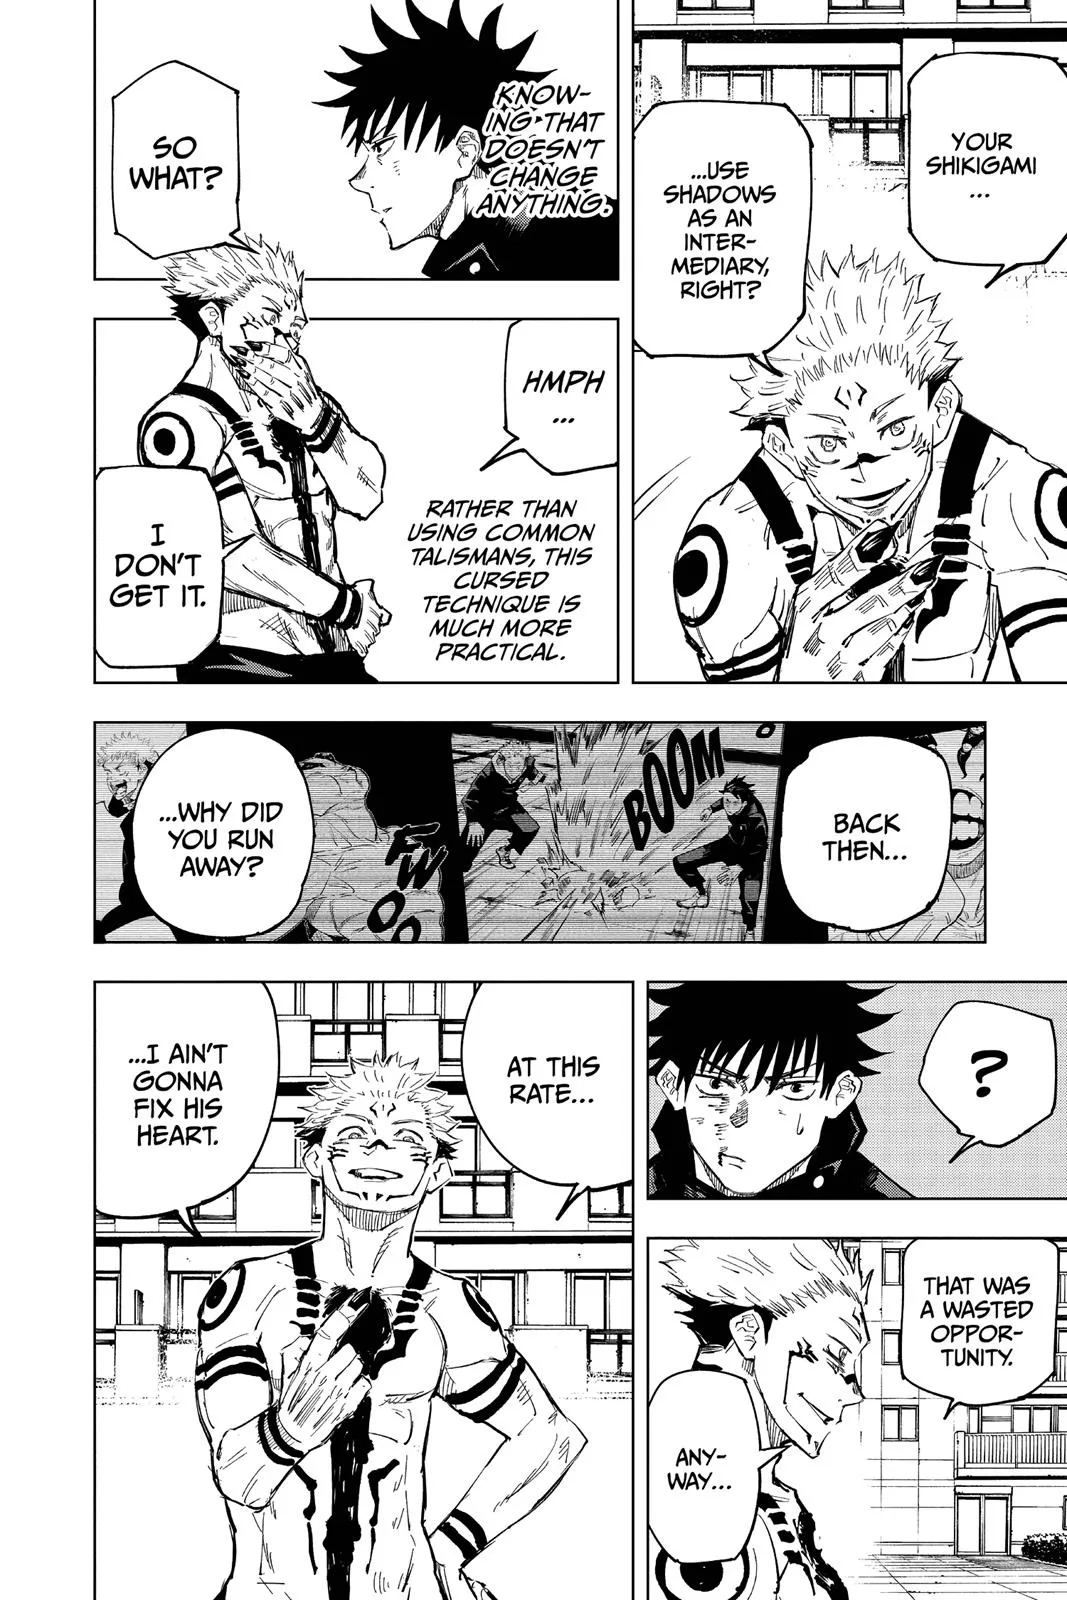 YOUR
SHIKIGAMI
...
...USE
SHADOWS
AS AN
INTER-
MEDIARY,
RIGHT?
KNOW-
ING THAT
DOESN'T
CHANGE
ANYTHING.
SO
WHAT?
HMPH
...
RATHER THAN
USING COMMON
TALISMANS, THIS
CURSED
TECHNIQUE IS
MUCH MORE
PRACTICAL.
I
DON'T
GET IT.
BACK
THEN...
BOOM
FWOO
...WHY DID
YOU RUN
AWAY?
?
THAT WAS
A WASTED
OPPOR-
TUNITY.
ANY-
WAY...
AT THIS
RATE...
...I AIN'T
GONNA
FIX HIS
HEART.